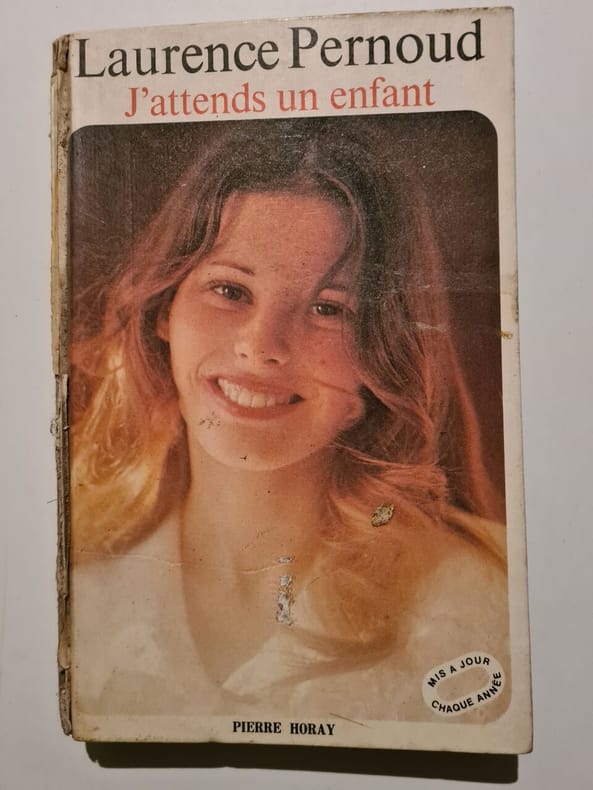 Laurence Pernoud
J'attends un enfant
MIS A JOUR
CHAQUE ANNÉE
PIERRE HORAY